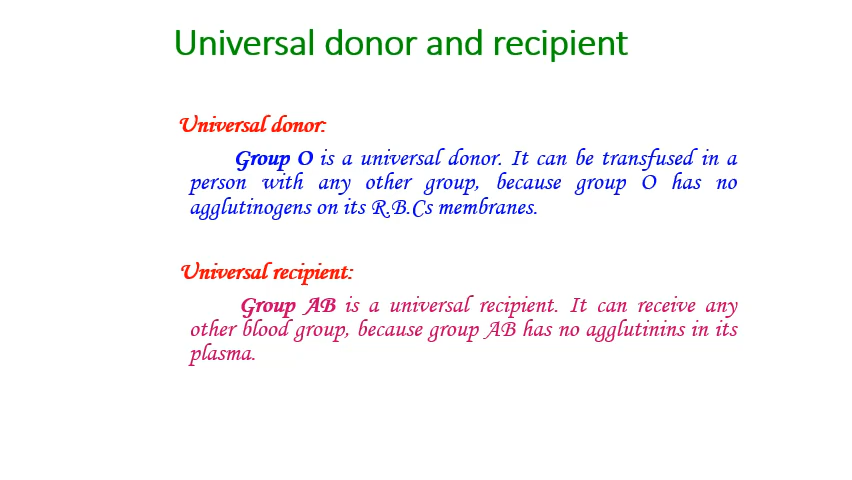 Universal donor and recipient
Universal donor:
Group O is a universal donor. It can be transfused in a
person with any other group, because group O has no
agglutinogens on its R.B.Cs membranes.
Universal recipient:
Group AB is a universal recipient. It can receive any
other blood group, because group AB has no agglutinins in its
plasma.